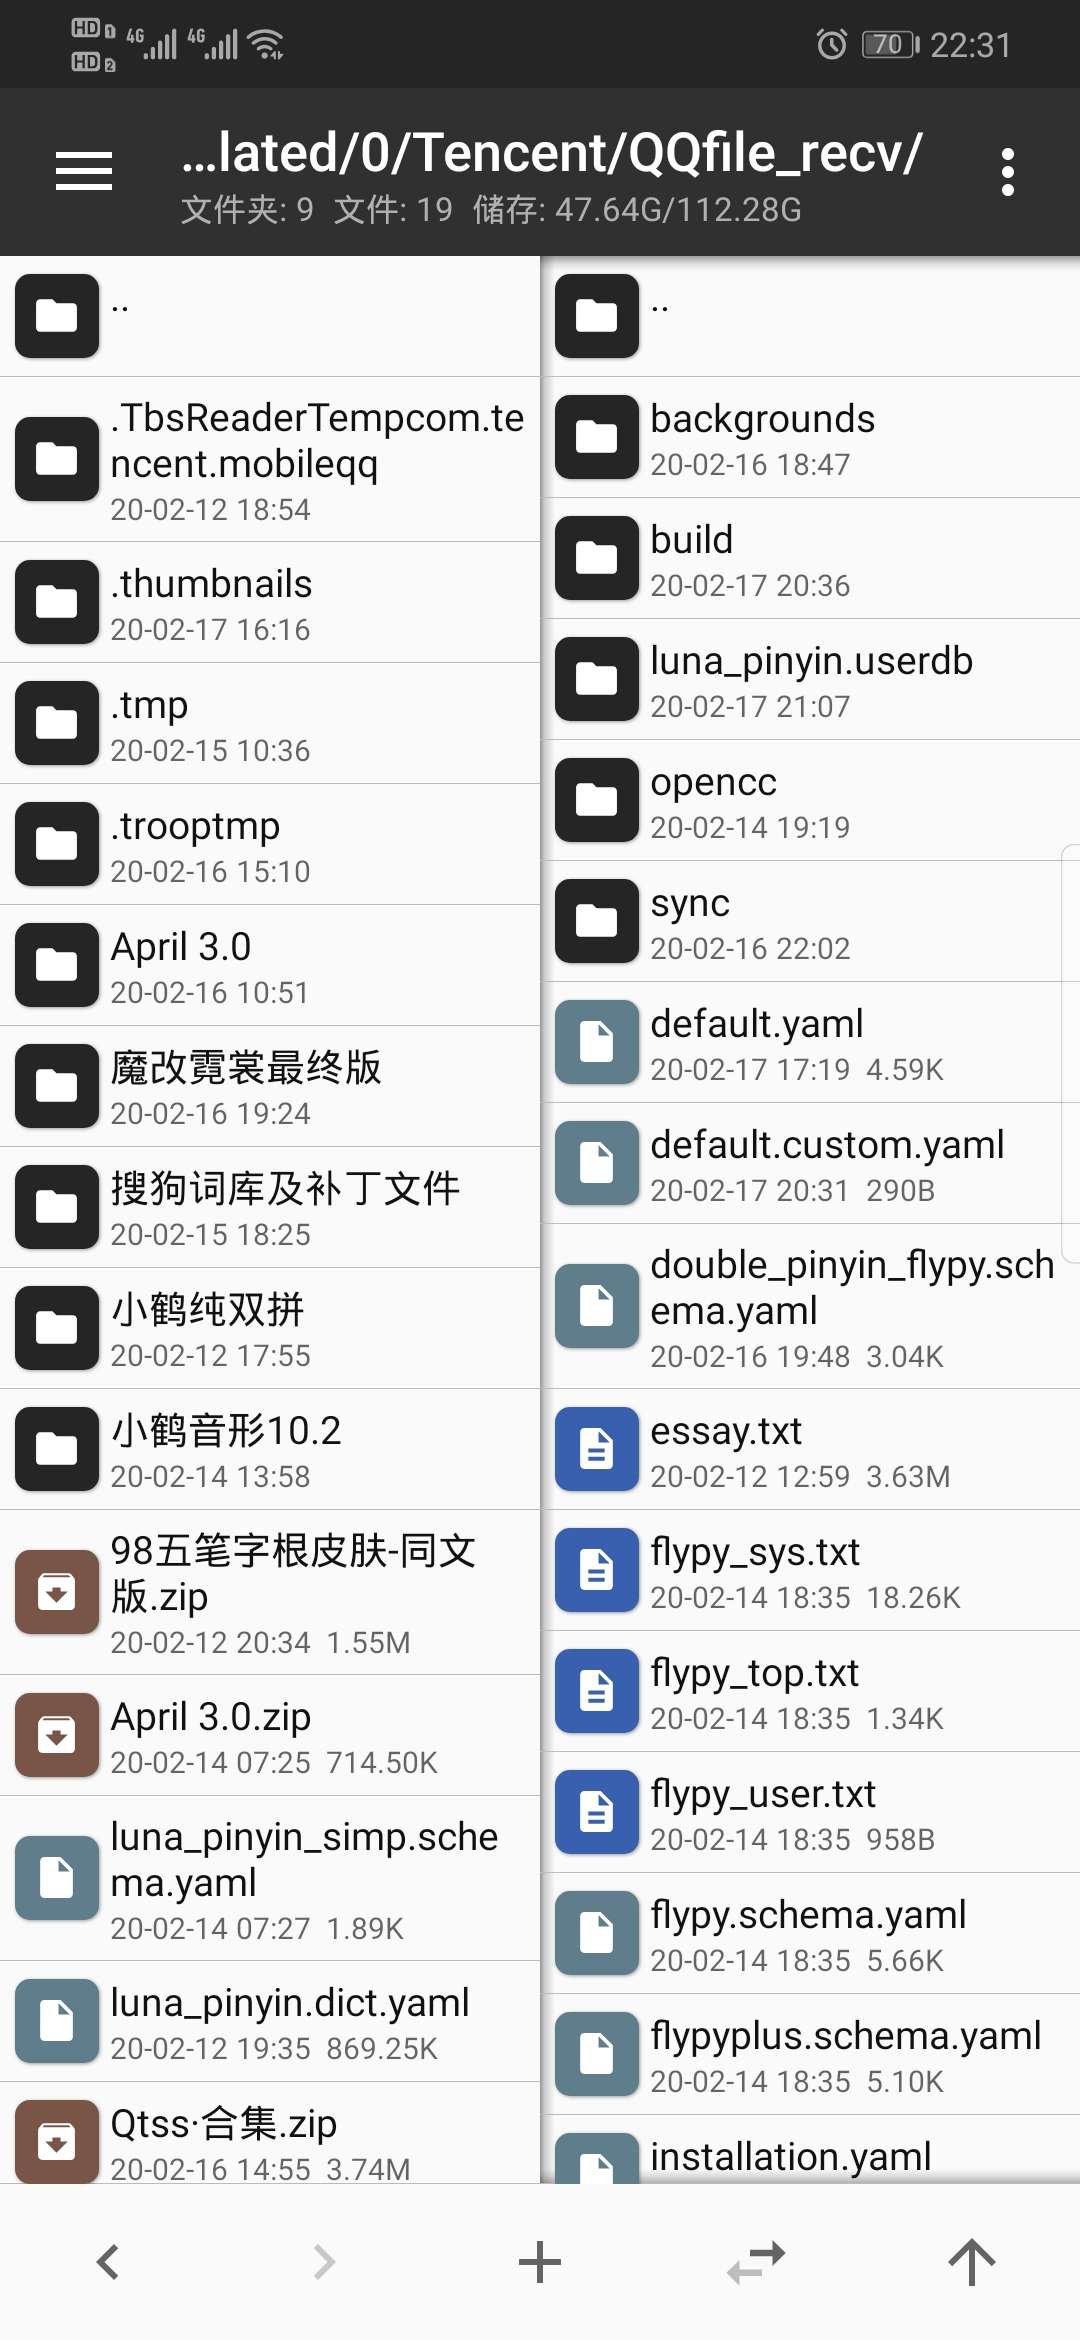 HD 1 4G 4G
HD 2
70 22:31
...lated/0/Tencent/QQfile_recv/
文件夹: 9 文件: 19 储存: 47.64G/112.28G
..
.TbsReaderTempcom.te
ncent.mobileqq
20-02-12 18:54
.thumbnails
20-02-17 16:16
.tmp
20-02-15 10:36
.trooptmp
20-02-16 15:10
April 3.0
20-02-16 10:51
魔改霓裳最终版
20-02-16 19:24
搜狗词库及补丁文件
20-02-15 18:25
小鹤纯双拼
20-02-12 17:55
小鹤音形10.2
20-02-14 13:58
98五笔字根皮肤-同文
版.zip
20-02-12 20:34 1.55M
April 3.0.zip
20-02-14 07:25 714.50K
luna_pinyin_simp.sche
ma.yaml
20-02-14 07:27 1.89K
luna_pinyin.dict.yaml
20-02-12 19:35 869.25K
Qtss·合集.zip
20-02-16 14:55 3.74M
..
backgrounds
20-02-16 18:47
build
20-02-17 20:36
luna_pinyin.userdb
20-02-17 21:07
opencc
20-02-14 19:19
sync
20-02-16 22:02
default.yaml
20-02-17 17:19 4.59K
default.custom.yaml
20-02-17 20:31 290B
double_pinyin_flypy.sch
ema.yaml
20-02-16 19:48 3.04K
essay.txt
20-02-12 12:59 3.63M
flypy_sys.txt
20-02-14 18:35 18.26K
flypy_top.txt
20-02-14 18:35 1.34K
flypy_user.txt
20-02-14 18:35 958B
flypy.schema.yaml
20-02-14 18:35 5.66K
flypyplus.schema.yaml
20-02-14 18:35 5.10K
installation.yaml